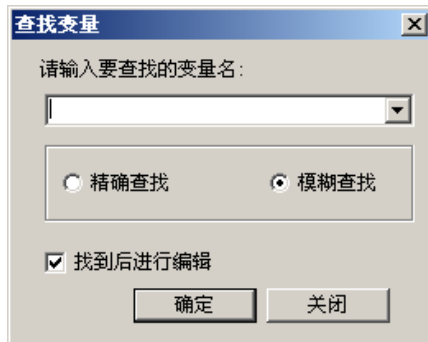 查找变量
请输入要查找的变量名:
精确查找 模糊查找
找到后进行编辑
确定 关闭